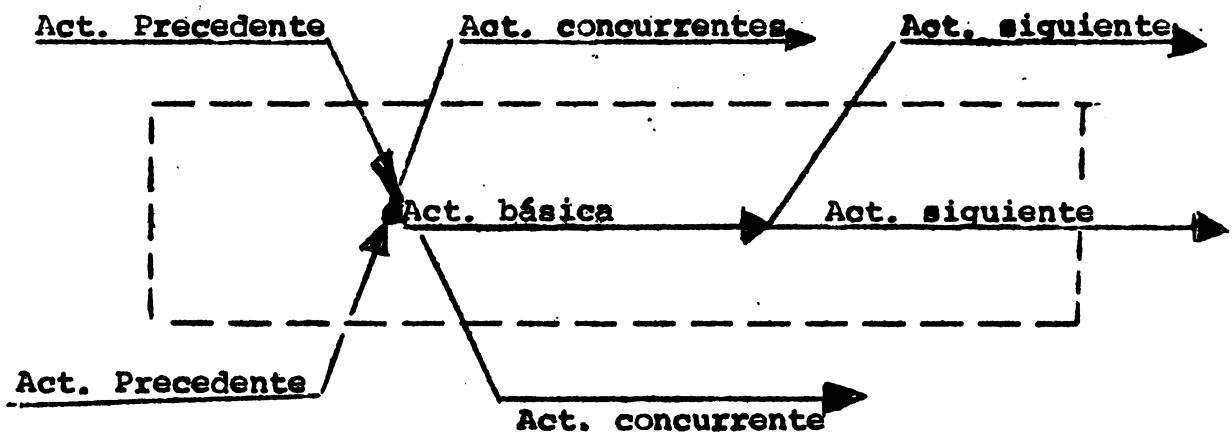 Act. Precedente Act. concurrentes Act. siguiente
Act. básica Act. siguiente
Act. Precedente
Act. concurrente